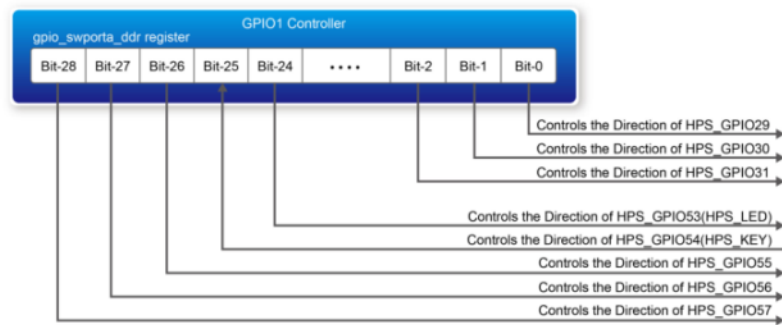 GPIO1 Controller
gpio_swporta_ddr register
Bit-28 Bit-27 Bit-26 Bit-25 Bit-24 •••• Bit-2 Bit-1 Bit-0
Controls the Direction of HPS_GPIO29
Controls the Direction of HPS_GPIO30
Controls the Direction of HPS_GPIO31
Controls the Direction of HPS_GPIO53(HPS_LED)
Controls the Direction of HPS_GPIO54(HPS_KEY)
Controls the Direction of HPS_GPIO55
Controls the Direction of HPS_GPIO56
Controls the Direction of HPS_GPIO57